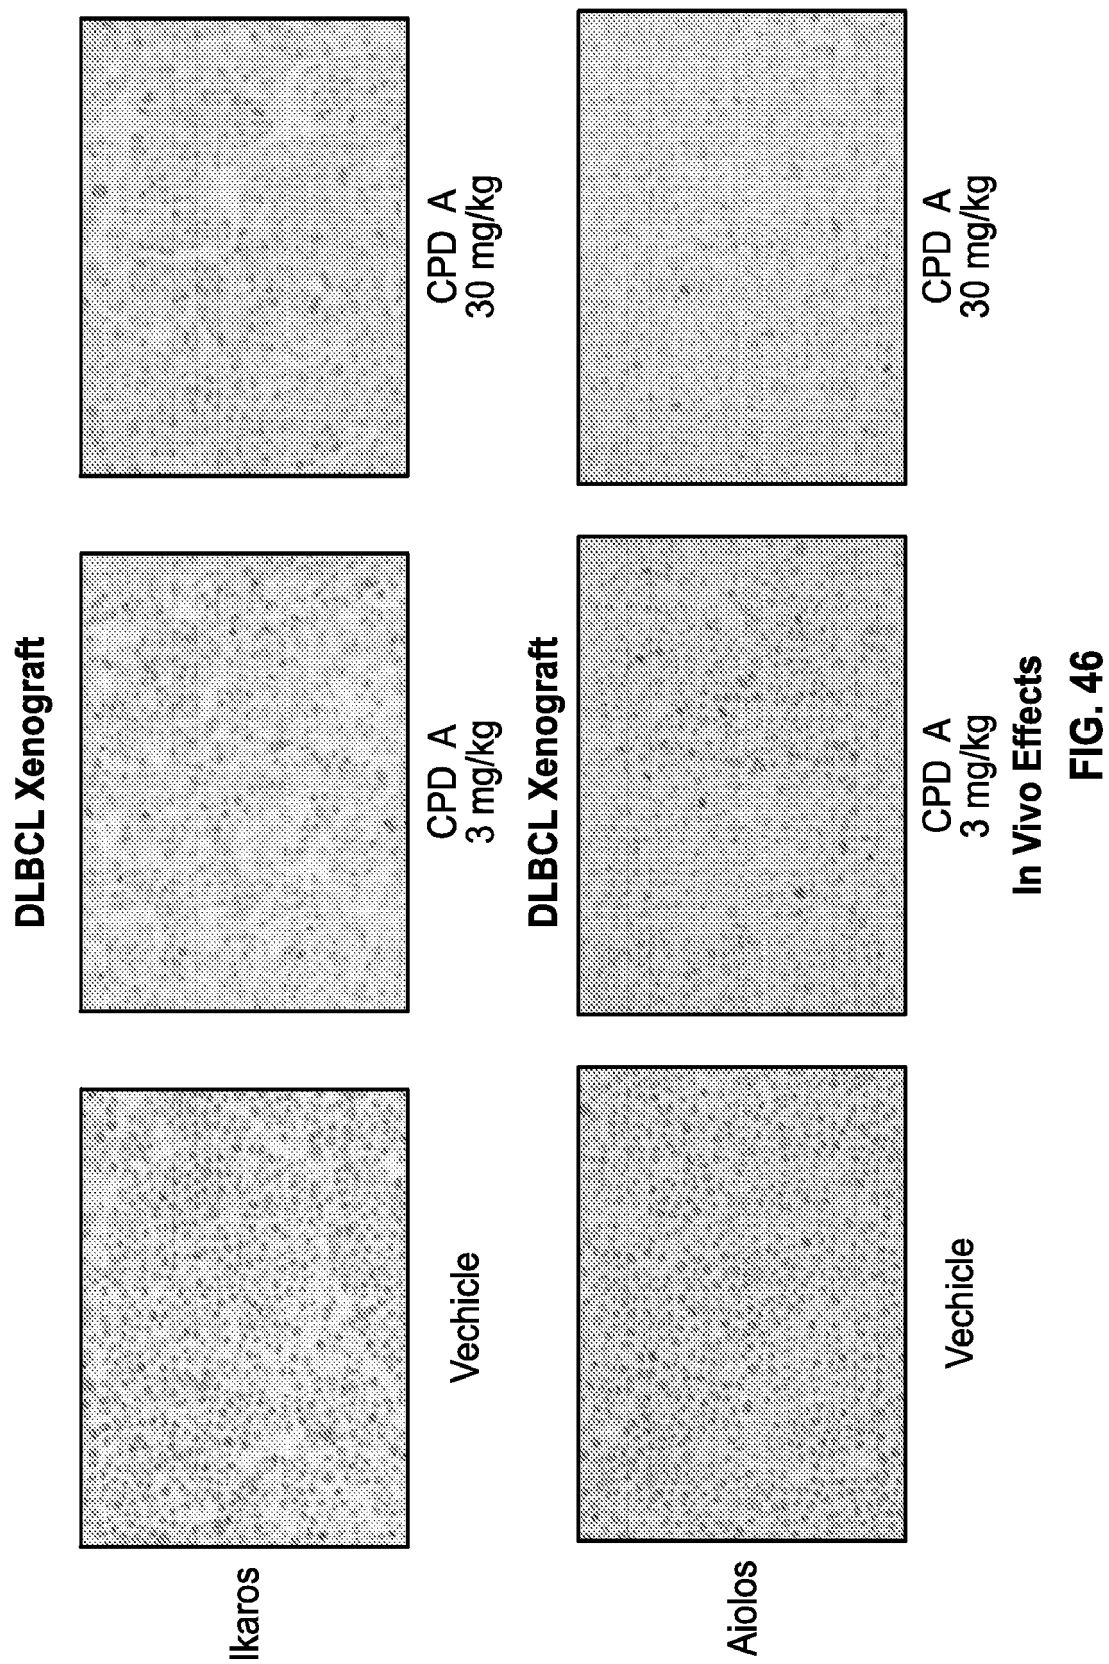 DLBCL Xenograft
Ikaros
Vechicle
CPD A
3 mg/kg
CPD A
30 mg/kg
DLBCL Xenograft
Aiolos
Vechicle
CPD A
3 mg/kg
CPD A
30 mg/kg
In Vivo Effects
FIG. 46